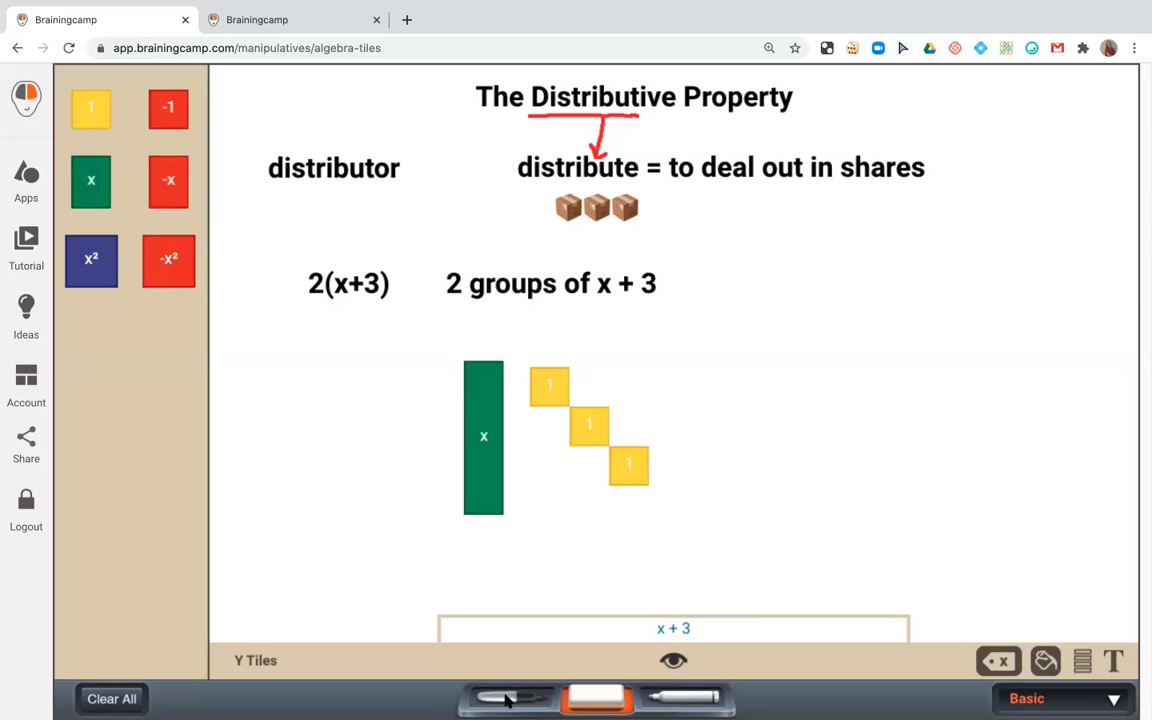 Brainingcamp
Brainingcamp
app.brainingcamp.com/manipulatives/algebra-tiles
Apps
Tutorial
Ideas
Account
Share
Logout
1 -1
x -x
x² -x²
The Distributive Property
distributor distribute = to deal out in shares
2(x+3) 2 groups of x + 3
x
1
1
1
x + 3
Y Tiles
x
T
Clear All
Basic